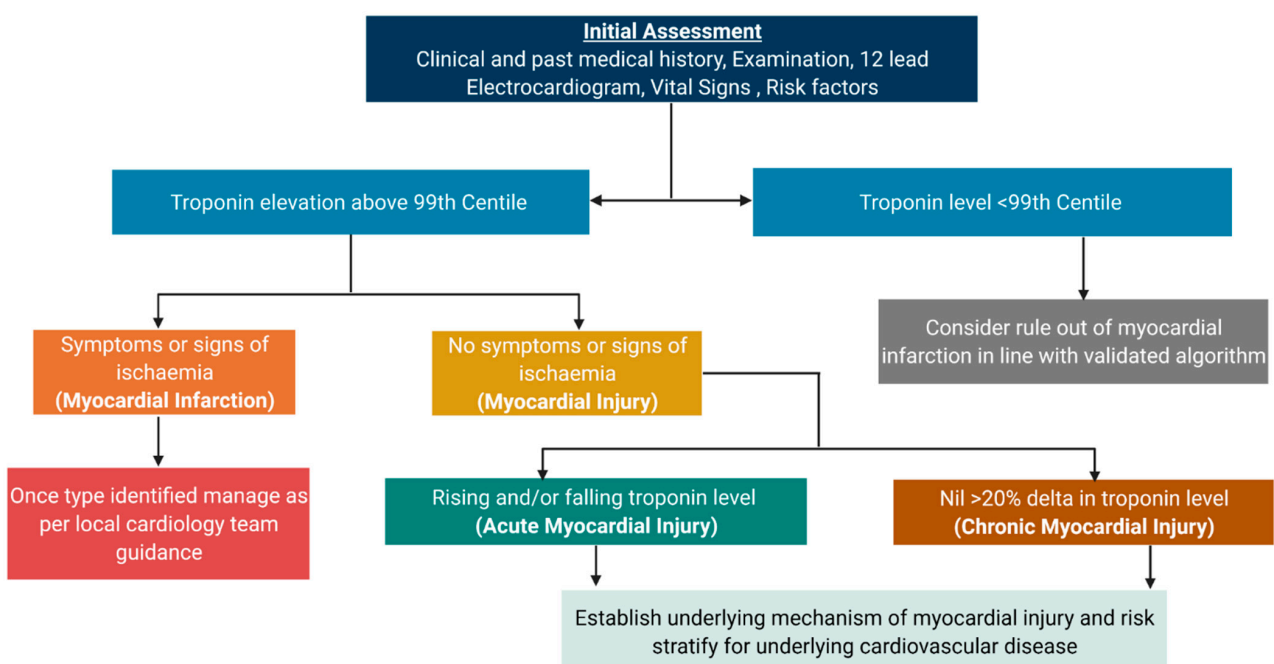 Initial Assessment
Clinical and past medical history, Examination, 12 lead
Electrocardiogram, Vital Signs , Risk factors
Troponin elevation above 99th Centile
Troponin level <99th Centile
Symptoms or signs of
ischaemia
(Myocardial Infarction)
No symptoms or signs of
ischaemia
(Myocardial Injury)
Consider rule out of myocardial
infarction in line with validated algorithm
Once type identified manage as
per local cardiology team
guidance
Rising and/or falling troponin level
(Acute Myocardial Injury)
Nil >20% delta in troponin level
(Chronic Myocardial Injury)
Establish underlying mechanism of myocardial injury and risk
stratify for underlying cardiovascular disease